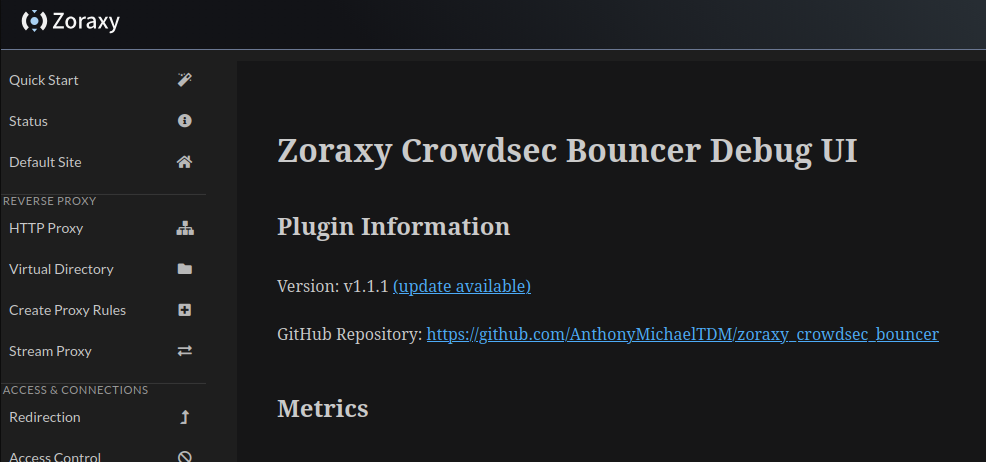 Zoraxy
Quick Start
Status
Default Site
REVERSE PROXY
HTTP Proxy
Virtual Directory
Create Proxy Rules
Stream Proxy
ACCESS & CONNECTIONS
Redirection
Access Control
Zoraxy Crowdsec Bouncer Debug UI
Plugin Information
Version: v1.1.1 (update available)
GitHub Repository: https://github.com/AnthonyMichaelTDM/zoraxy_crowdsec_bouncer
Metrics